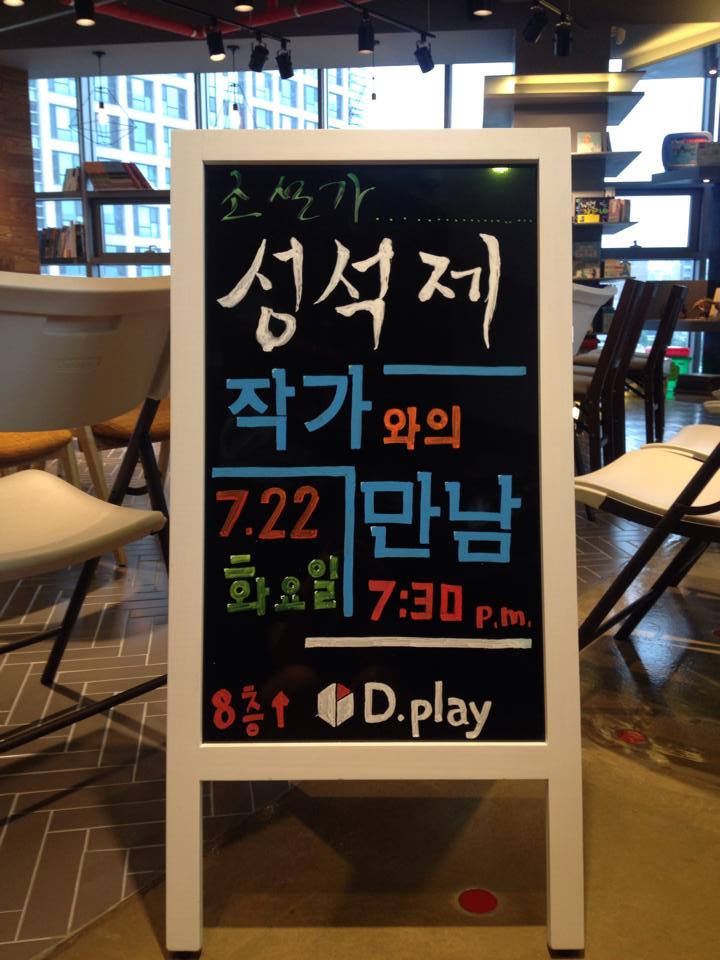 소설가..................
성석제
작가와의
7.22 만남
화요일 7:30 p.m.
8층↑ D.play